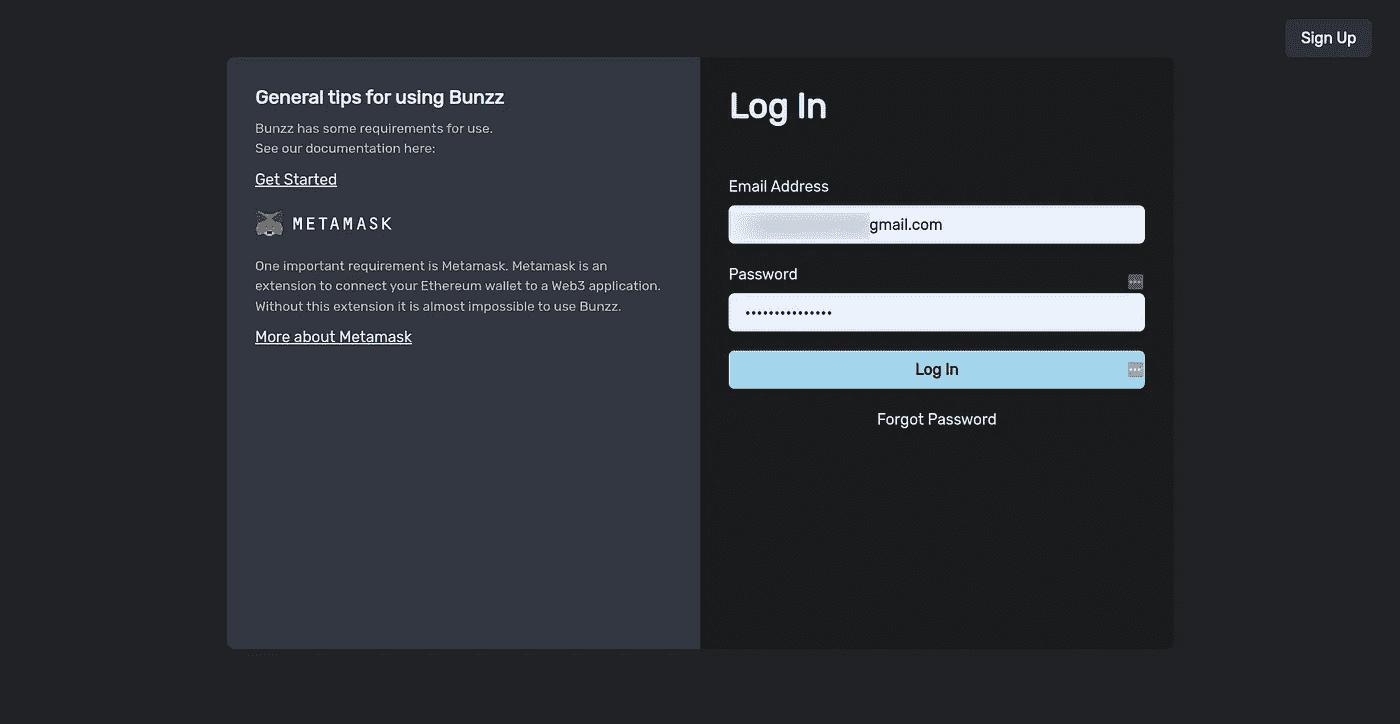 Sign Up
General tips for using Bunzz
Bunzz has some requirements for use.
See our documentation here:
Get Started
METAMASK
One important requirement is Metamask. Metamask is an
extension to connect your Ethereum wallet to a Web3 application.
Without this extension it is almost impossible to use Bunzz.
More about Metamask
Log In
Email Address
gmail.com
Password
•••••••••••••••
Log In
Forgot Password